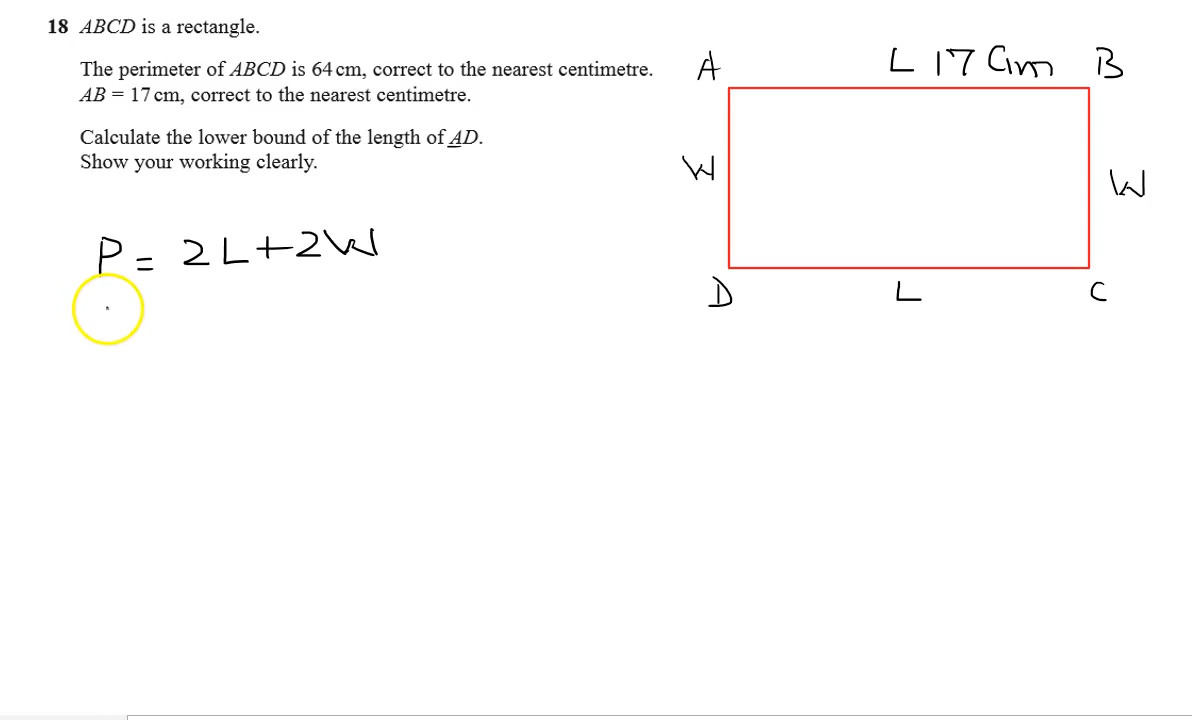 18 ABCD is a rectangle.
The perimeter of ABCD is 64 cm, correct to the nearest centimetre.
AB = 17 cm, correct to the nearest centimetre.
Calculate the lower bound of the length of AD.
Show your working clearly.
P = 2L+2W
A L 17 Cm B
W W
D L C